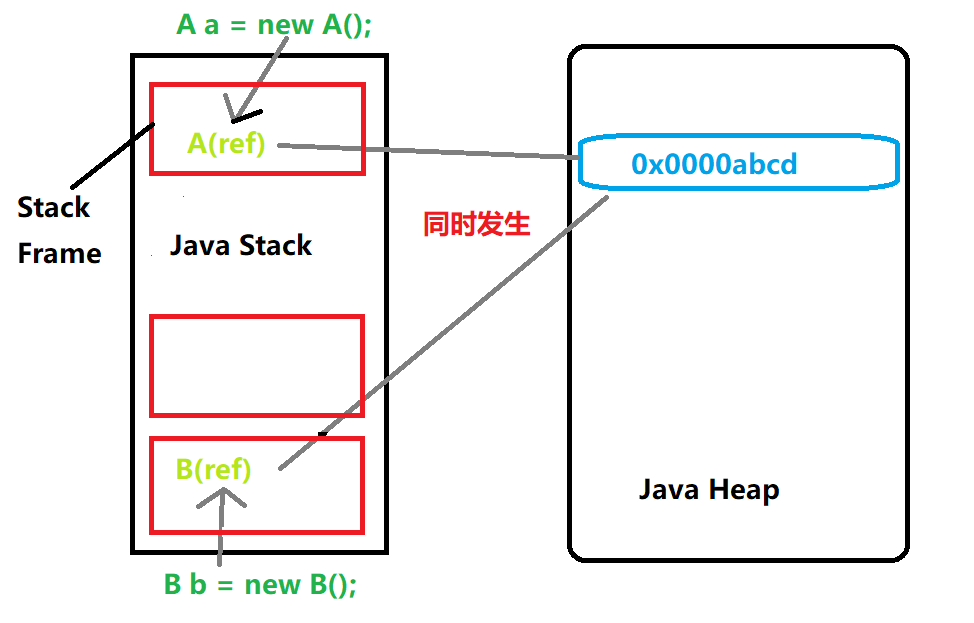 A a = new A();
A(ref)
0x0000abcd
Stack
Frame
Java Stack
同时发生
B(ref)
Java Heap
B b = new B();